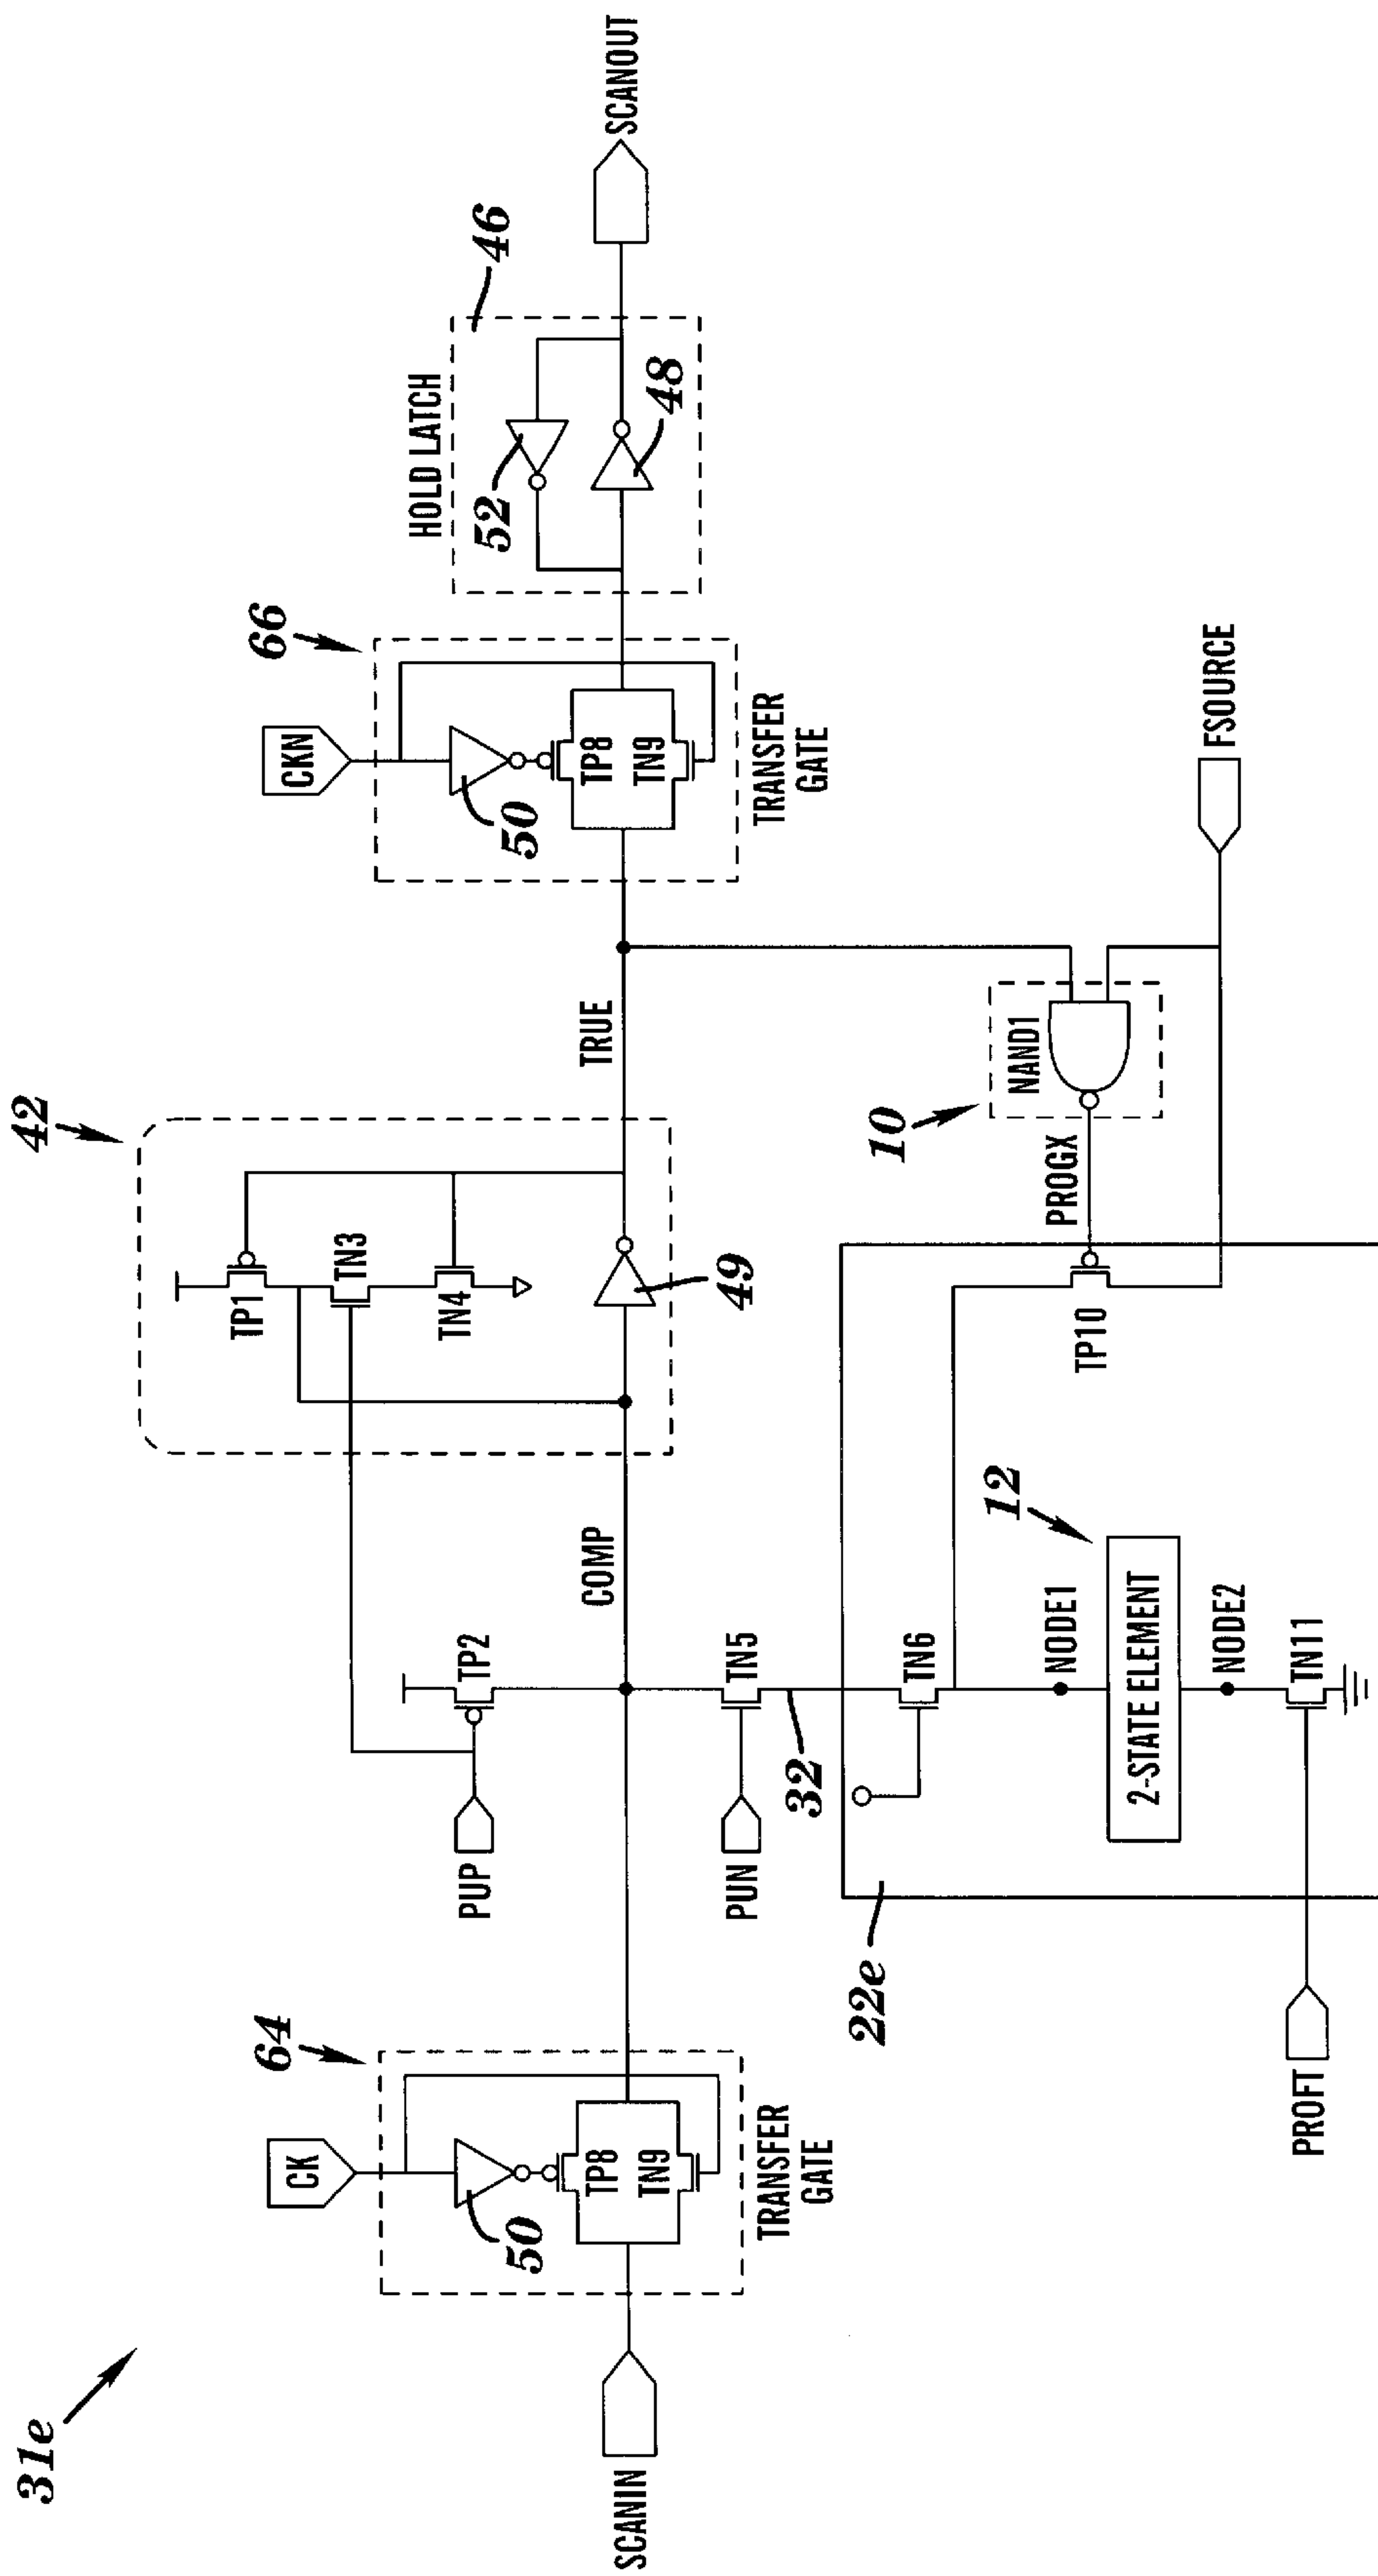 31e
SCANIN
64
CK
50
TP8
TN9
TRANSFER
GATE
PUP
TP2
COMP
PUN
TN5
32
42
TP1
TN3
TN4
49
TRUE
66
CKN
50
TP8
TN9
TRANSFER
GATE
HOLD LATCH
46
52
48
SCANOUT
22e
TN6
NODE1
12
2-STATE ELEMENT
NODE2
TN11
PROFT
TP10
PROGX
10
NAND1
FSOURCE